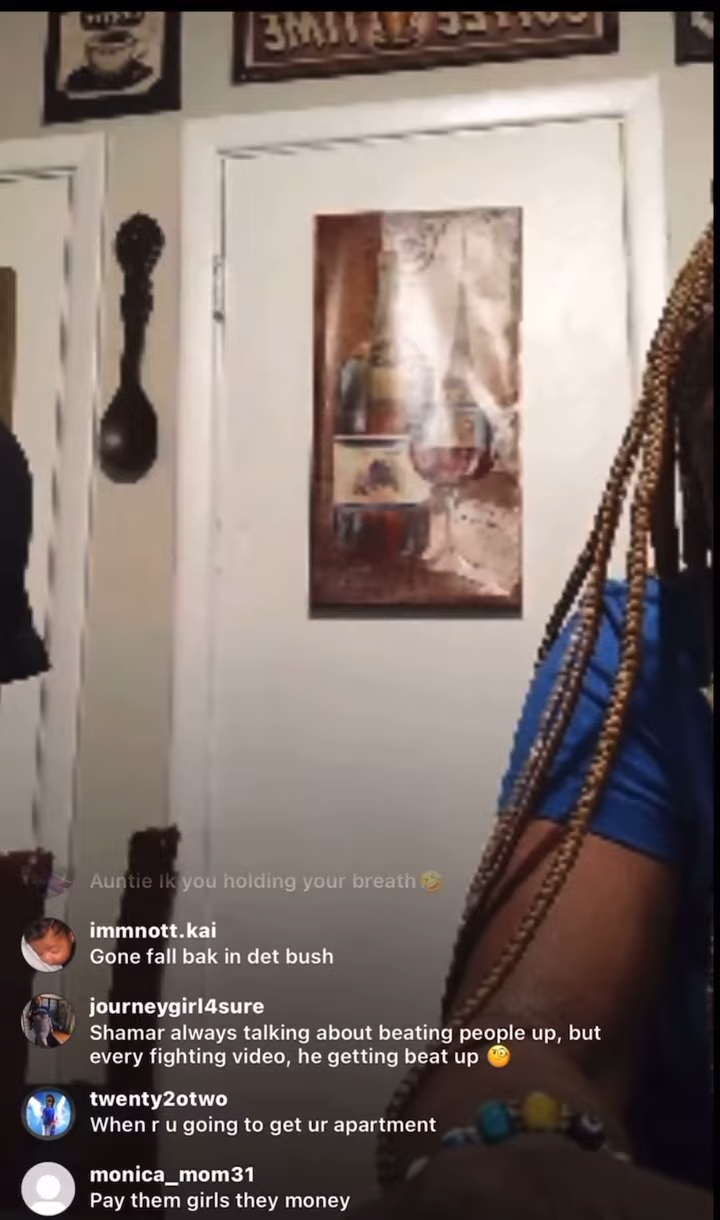 COFFEE TIME
Auntie Ik you holding your breath🤣
immnott.kai
Gone fall bak in det bush
journeygirl4sure
Shamar always talking about beating people up, but
every fighting video, he getting beat up 🧐
twenty2otwo
When r u going to get ur apartment
monica_mom31
Pay them girls they money